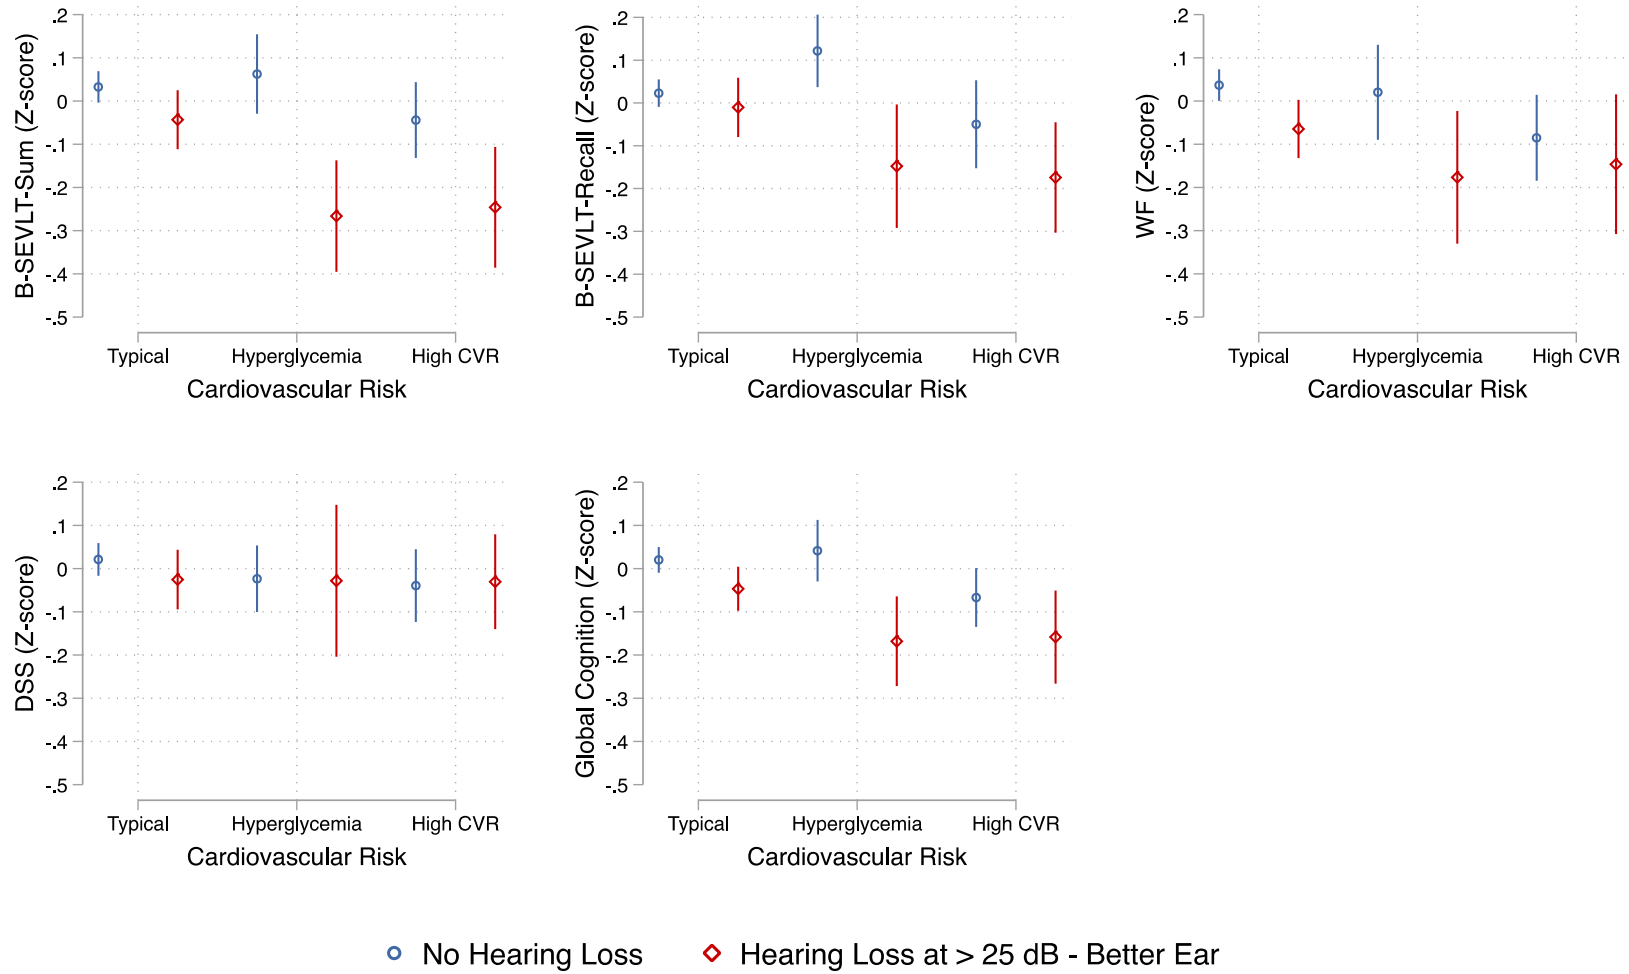 B-SEVLT-Sum (Z-score)
.2
.1
0
-.1
-.2
-.3
-.4
-.5
Typical Hyperglycemia High CVR
Cardiovascular Risk
B-SEVLT-Recall (Z-score)
.2
.1
0
-.1
-.2
-.3
-.4
-.5
Typical Hyperglycemia High CVR
Cardiovascular Risk
WF (Z-score)
.2
.1
0
-.1
-.2
-.3
-.4
-.5
Typical Hyperglycemia High CVR
Cardiovascular Risk
DSS (Z-score)
.2
.1
0
-.1
-.2
-.3
-.4
-.5
Typical Hyperglycemia High CVR
Cardiovascular Risk
Global Cognition (Z-score)
.2
.1
0
-.1
-.2
-.3
-.4
-.5
Typical Hyperglycemia High CVR
Cardiovascular Risk
No Hearing Loss Hearing Loss at > 25 dB - Better Ear